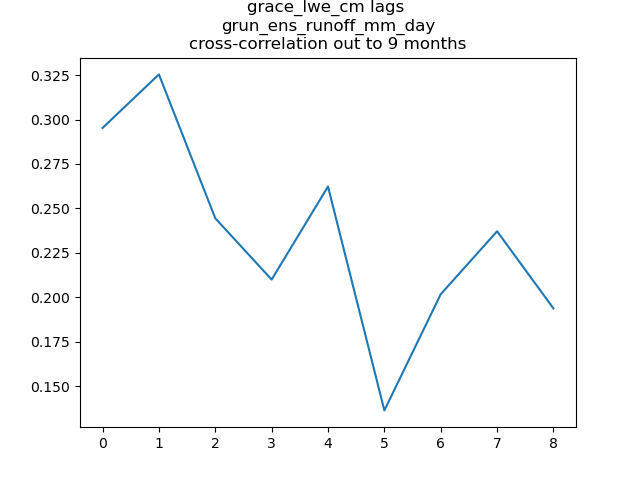 grace_lwe_cm lags
grun_ens_runoff_mm_day
cross-correlation out to 9 months
0.325
0.300
0.275
0.250
0.225
0.200
0.175
0.150
0 1 2 3 4 5 6 7 8